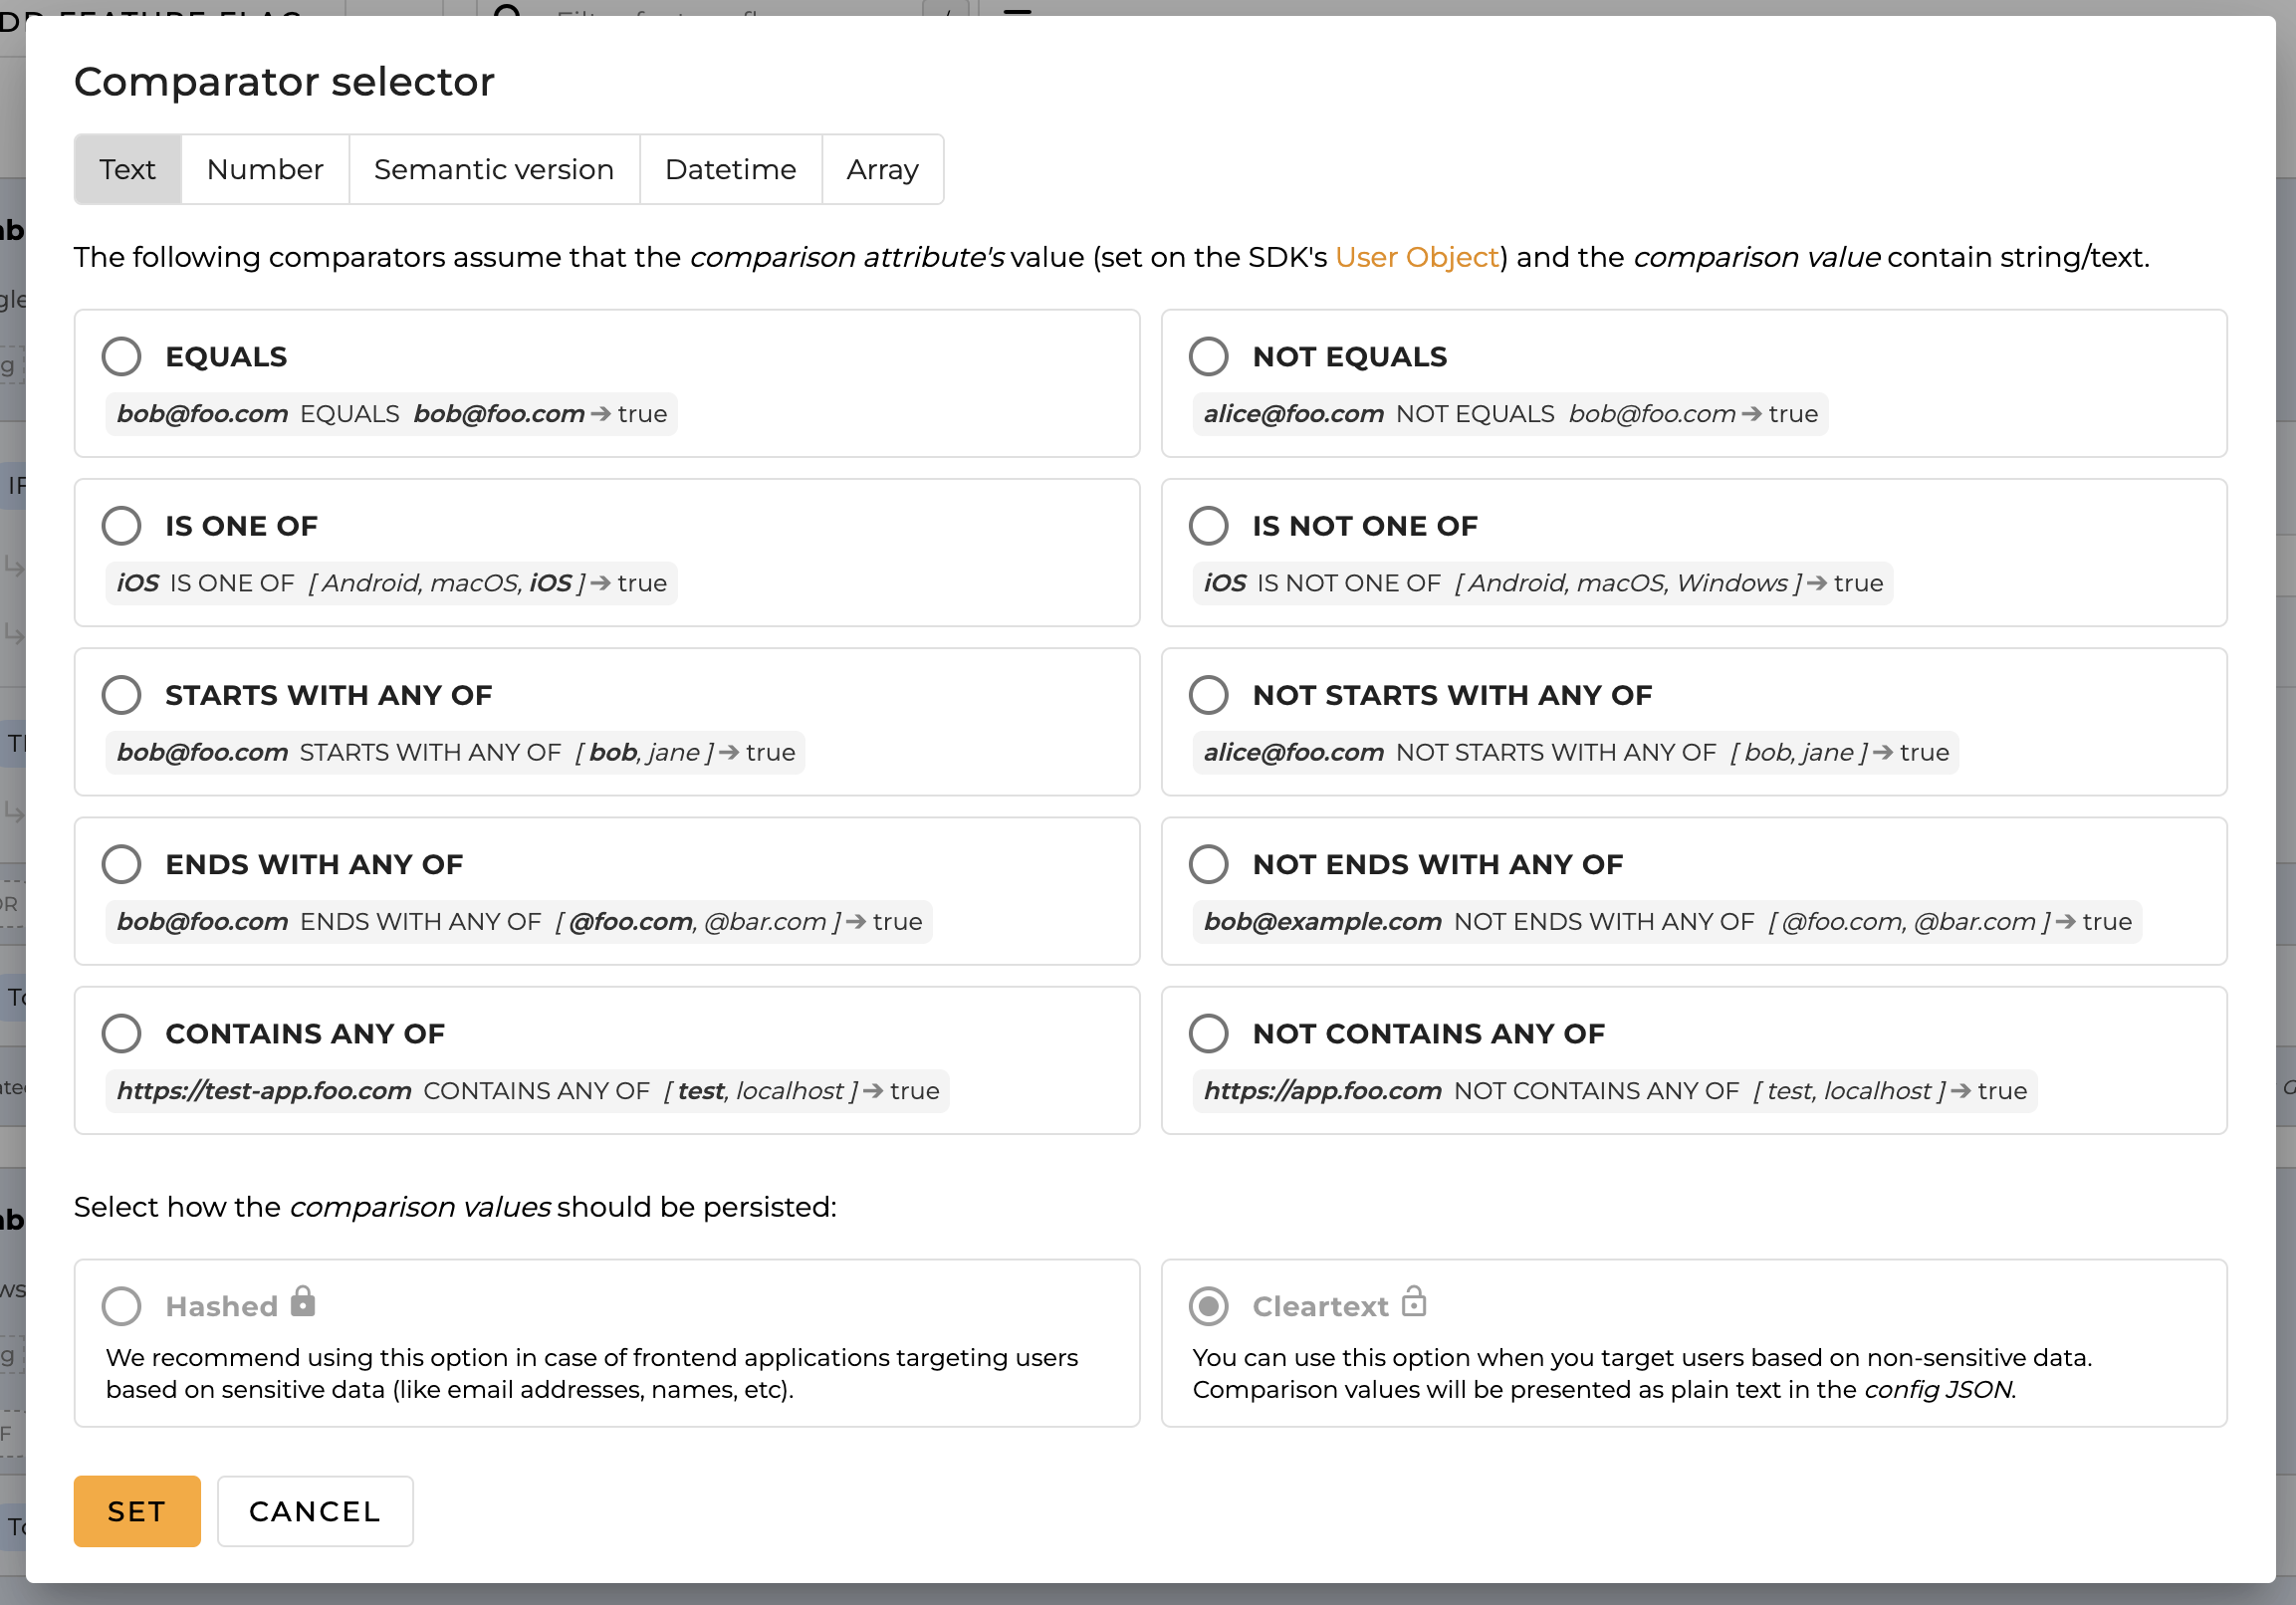 Comparator selector
Text Number Semantic version Datetime Array
The following comparators assume that the comparison attribute's value (set on the SDK's User Object) and the comparison value contain string/text.
EQUALS
bob@foo.com EQUALS bob@foo.com → true
NOT EQUALS
alice@foo.com NOT EQUALS bob@foo.com → true
IS ONE OF
iOS IS ONE OF [ Android, macOS, iOS ] → true
IS NOT ONE OF
iOS IS NOT ONE OF [ Android, macOS, Windows ] → true
STARTS WITH ANY OF
bob@foo.com STARTS WITH ANY OF [ bob, jane ] → true
NOT STARTS WITH ANY OF
alice@foo.com NOT STARTS WITH ANY OF [ bob, jane ] → true
ENDS WITH ANY OF
bob@foo.com ENDS WITH ANY OF [ @foo.com, @bar.com ] → true
NOT ENDS WITH ANY OF
bob@example.com NOT ENDS WITH ANY OF [ @foo.com, @bar.com ] → true
CONTAINS ANY OF
https://test-app.foo.com CONTAINS ANY OF [ test, localhost ] → true
NOT CONTAINS ANY OF
https://app.foo.com NOT CONTAINS ANY OF [ test, localhost ] → true
Select how the comparison values should be persisted:
Hashed
We recommend using this option in case of frontend applications targeting users
based on sensitive data (like email addresses, names, etc).
Cleartext
You can use this option when you target users based on non-sensitive data.
Comparison values will be presented as plain text in the config JSON.
SET CANCEL